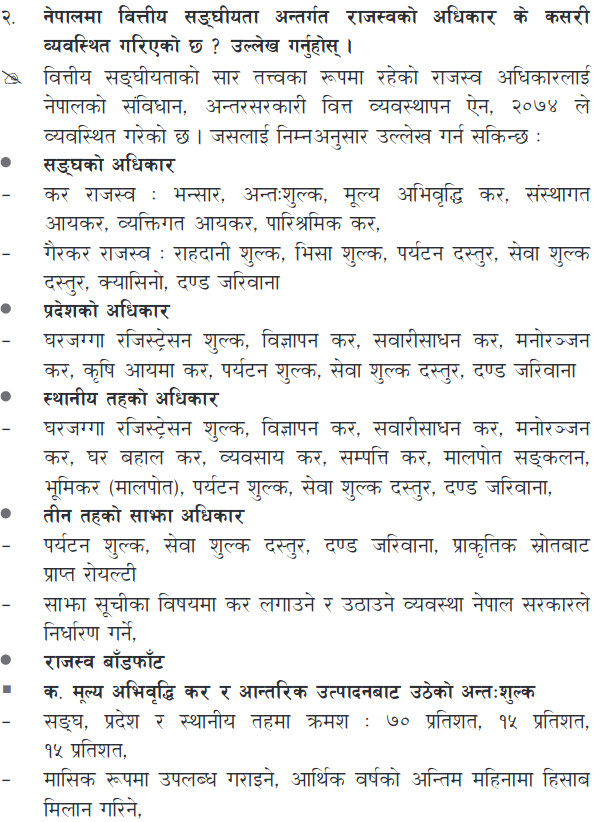 २. नेपालमा वित्तीय सङ्घीयता अन्तर्गत राजस्वको अधिकार के कसरी
व्यवस्थित गरिएको छ ? उल्लेख गर्नुहोस् ।
वित्तीय सङ्घीयताको सार तत्त्वका रूपमा रहेको राजस्व अधिकारलाई
नेपालको संविधान, अन्तरसरकारी वित्त व्यवस्थापन ऐन, २०७४ ले
व्यवस्थित गरेको छ । जसलाई निम्नअनुसार उल्लेख गर्न सकिन्छ :
● सङ्घको अधिकार
– कर राजस्व : भन्सार, अन्तःशुल्क, मूल्य अभिवृद्धि कर, संस्थागत
आयकर, व्यक्तिगत आयकर, पारिश्रमिक कर,
– गैरकर राजस्व : राहदानी शुल्क, भिसा शुल्क, पर्यटन दस्तुर, सेवा शुल्क
दस्तुर, क्यासिनो, दण्ड जरिवाना
● प्रदेशको अधिकार
– घरजग्गा रजिस्ट्रेसन शुल्क, विज्ञापन कर, सवारीसाधन कर, मनोरञ्जन
कर, कृषि आयमा कर, पर्यटन शुल्क, सेवा शुल्क दस्तुर, दण्ड जरिवाना
● स्थानीय तहको अधिकार
– घरजग्गा रजिस्ट्रेसन शुल्क, विज्ञापन कर, सवारीसाधन कर, मनोरञ्जन
कर, घर बहाल कर, व्यवसाय कर, सम्पत्ति कर, मालपोत सङ्कलन,
भूमिकर (मालपोत), पर्यटन शुल्क, सेवा शुल्क दस्तुर, दण्ड जरिवाना,
● तीन तहको साझा अधिकार
– पर्यटन शुल्क, सेवा शुल्क दस्तुर, दण्ड जरिवाना, प्राकृतिक स्रोतबाट
प्राप्त रोयल्टी
– साझा सूचीका विषयमा कर लगाउने र उठाउने व्यवस्था नेपाल सरकारले
निर्धारण गर्ने,
● राजस्व बाँडफाँट
■ क. मूल्य अभिवृद्धि कर र आन्तरिक उत्पादनबाट उठेको अन्तःशुल्क
– सङ्घ, प्रदेश र स्थानीय तहमा क्रमश : ७० प्रतिशत, १५ प्रतिशत,
१५ प्रतिशत,
– मासिक रूपमा उपलब्ध गराइने, आर्थिक वर्षको अन्तिम महिनामा हिसाब
मिलान गरिने,